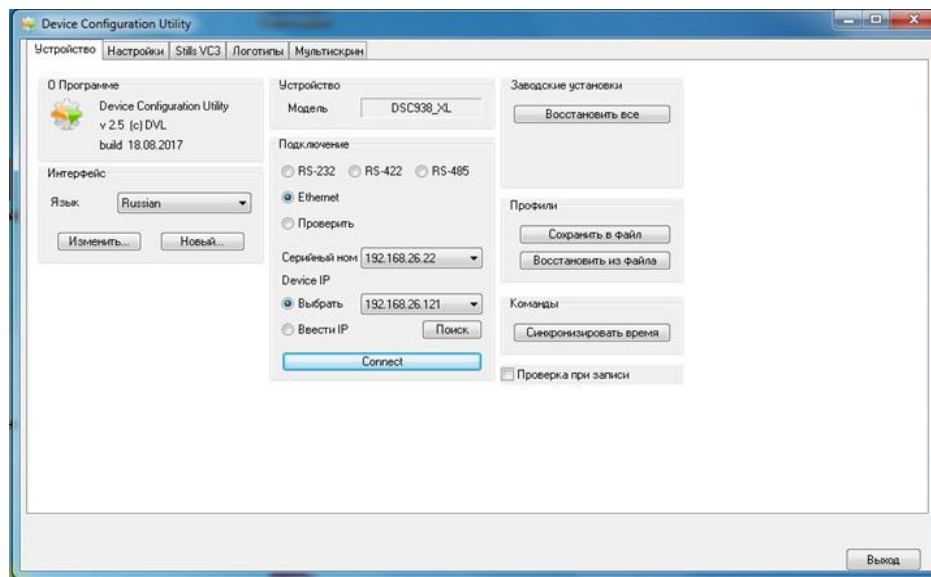 Device Configuration Utility
Устройство Настройки Stills VC3 Логотипы Мультискрин
О Программе
Device Configuration Utility
v 2.5 (c) DVL
build 18.08.2017
Интерфейс
Язык Russian
Изменить... Новый...
Устройство
Модель DSC938_XL
Подключение
RS-232 RS-422 RS-485
Ethernet
Проверить
Серийный ном 192.168.26.22
Device IP
Выбрать 192.168.26.121
Ввести IP Поиск
Connect
Заводские установки
Восстановить все
Профили
Сохранить в файл
Восстановить из файла
Команды
Синхронизировать время
Проверка при записи
Выход